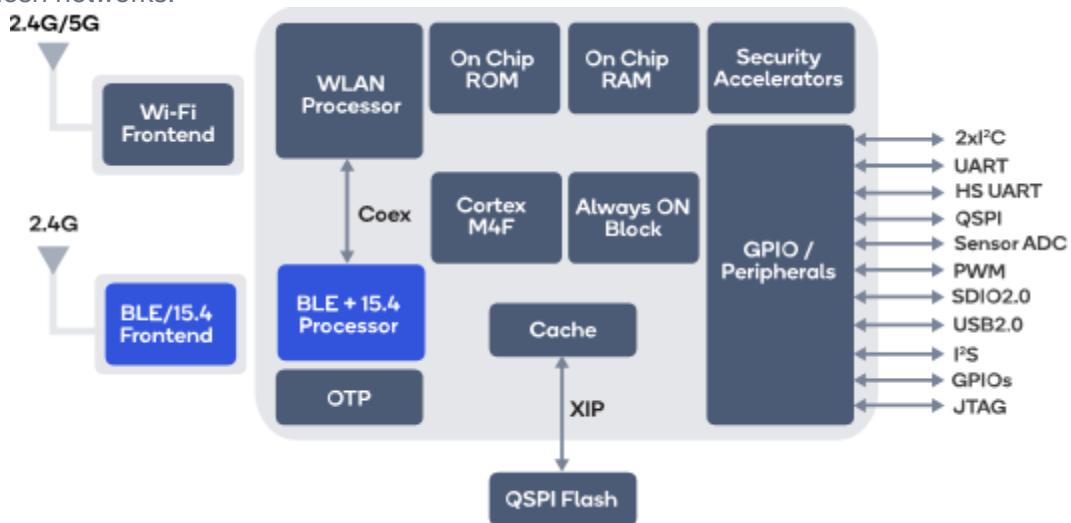 mesh networks.
2.4G/5G
Wi-Fi
Frontend
2.4G
BLE/15.4
Frontend
WLAN
Processor
Coex
BLE + 15.4
Processor
OTP
On Chip
ROM
On Chip
RAM
Security
Accelerators
Cortex
M4F
Always ON
Block
Cache
XIP
QSPI Flash
GPIO /
Peripherals
2xI²C
UART
HS UART
QSPI
Sensor ADC
PWM
SDIO2.0
USB2.0
I²S
GPIOs
JTAG